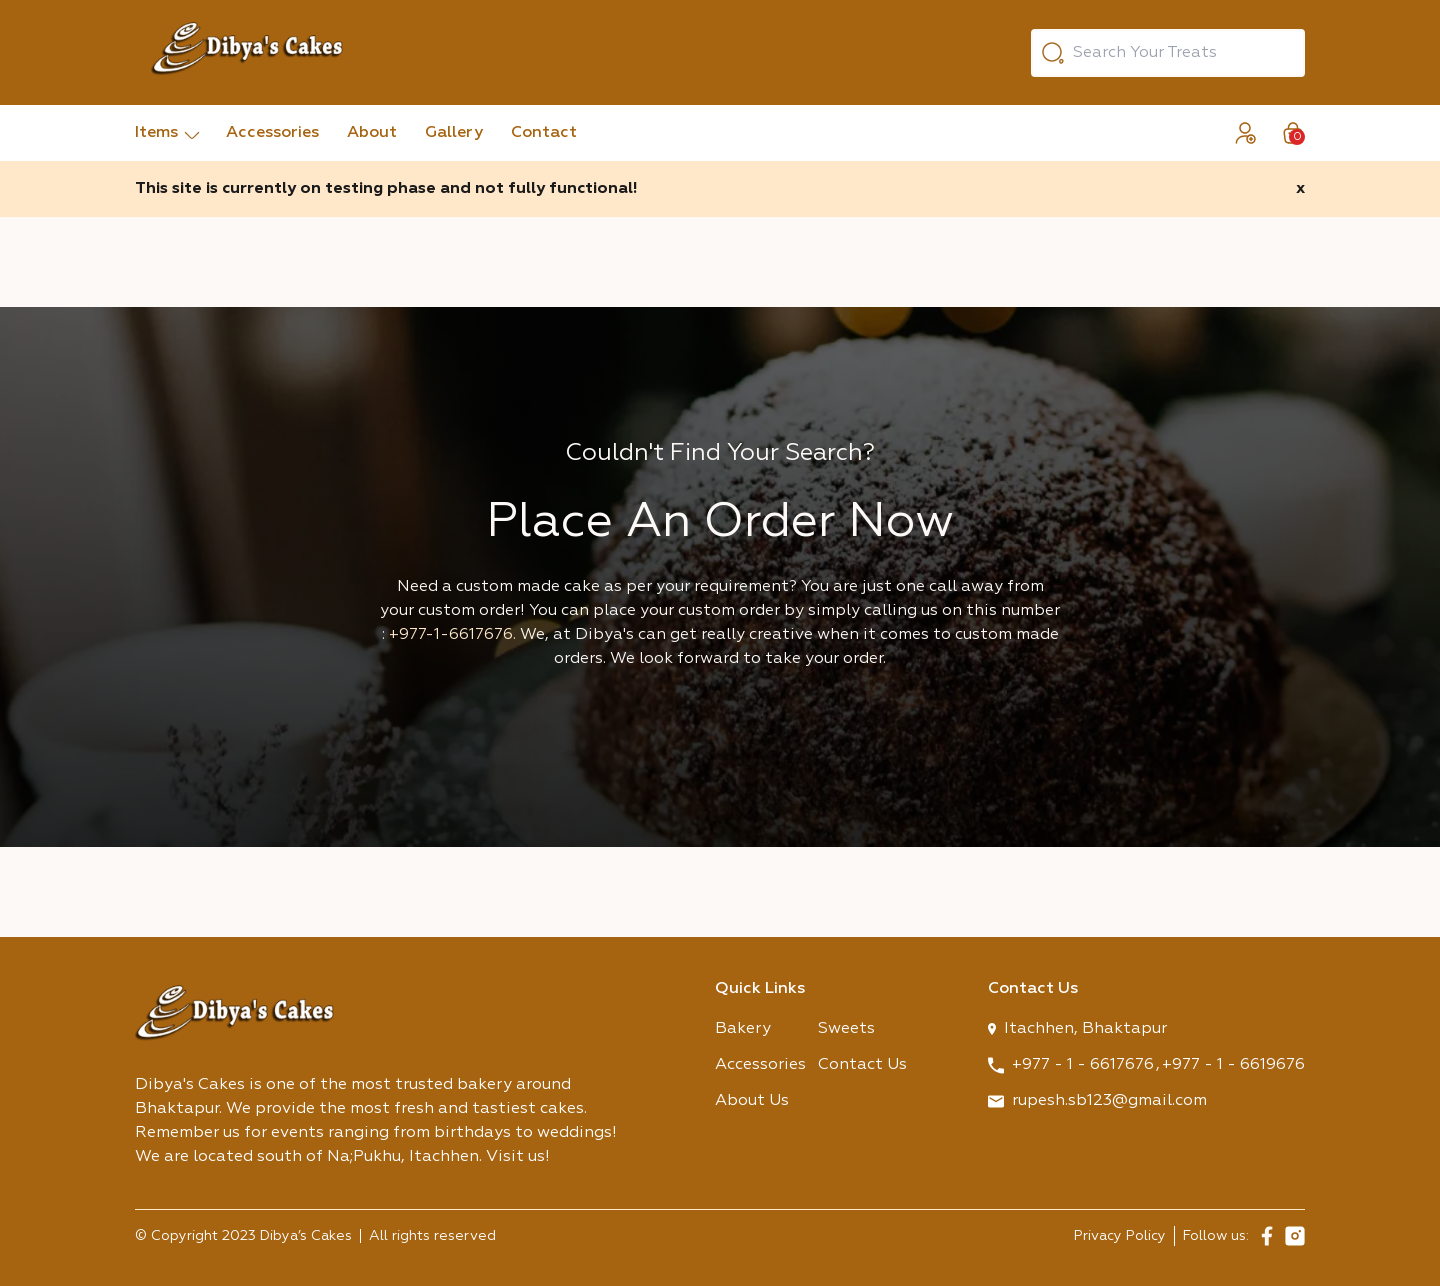 Dibya's Cakes
Search Your Treats
Items Accessories About Gallery Contact
0
This site is currently on testing phase and not fully functional! x
Couldn't Find Your Search?
Place An Order Now
Need a custom made cake as per your requirement? You are just one call away from
your custom order! You can place your custom order by simply calling us on this number
: +977-1-6617676. We, at Dibya's can get really creative when it comes to custom made
orders. We look forward to take your order.
Dibya's Cakes
Dibya's Cakes is one of the most trusted bakery around
Bhaktapur. We provide the most fresh and tastiest cakes.
Remember us for events ranging from birthdays to weddings!
We are located south of Na;Pukhu, Itachhen. Visit us!
Quick Links
Bakery Sweets
Accessories Contact Us
About Us
Contact Us
Itachhen, Bhaktapur
+977 - 1 - 6617676 , +977 - 1 - 6619676
rupesh.sb123@gmail.com
© Copyright 2023 Dibya’s Cakes | All rights reserved
Privacy Policy | Follow us: